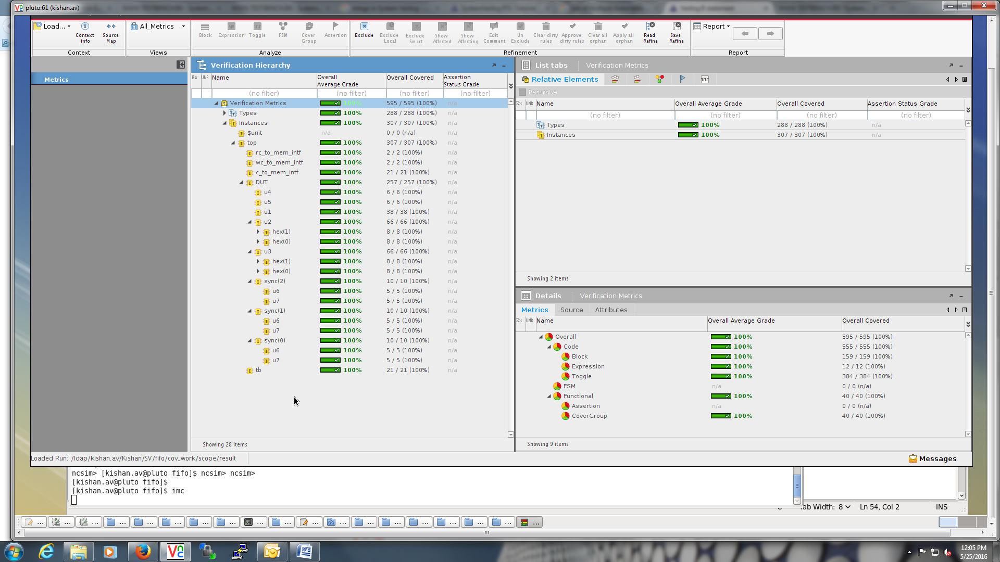 pluto:61 (kishan.av)
Load...
Context info
Source Map
Context
All_Metrics
Views
Block
Expression
Toggle
FSM
Cover Group
Assertion
Analyze
Exclude
Exclude Local
Exclude Smart
Show Affected
Show Affecting
Edit Comment
Un Exclude
Clear dirty rules
Approve dirty rules
Clear all orphan
Apply all orphan
Read Refine
Save Refine
Refinement
Report
Report
Metrics
Verification Hierarchy
Ex UNR Name Overall Average Grade Overall Covered Assertion Status Grade
(no filter) (no filter) (no filter) (no filter)
Verification Metrics 100% 595 / 595 (100%) n/a
Types 100% 288 / 288 (100%) n/a
Instances 100% 307 / 307 (100%) n/a
$unit n/a 0 / 0 (n/a) n/a
top 100% 307 / 307 (100%) n/a
rc_to_mem_intf 100% 2 / 2 (100%) n/a
wc_to_mem_intf 100% 2 / 2 (100%) n/a
c_to_mem_intf 100% 21 / 21 (100%) n/a
DUT 100% 257 / 257 (100%) n/a
u4 100% 6 / 6 (100%) n/a
u5 100% 6 / 6 (100%) n/a
u1 100% 38 / 38 (100%) n/a
u2 100% 66 / 66 (100%) n/a
hex(1) 100% 8 / 8 (100%) n/a
hex(0) 100% 8 / 8 (100%) n/a
u3 100% 66 / 66 (100%) n/a
hex(1) 100% 8 / 8 (100%) n/a
hex(0) 100% 8 / 8 (100%) n/a
sync(2) 100% 10 / 10 (100%) n/a
u6 100% 5 / 5 (100%) n/a
u7 100% 5 / 5 (100%) n/a
sync(1) 100% 10 / 10 (100%) n/a
u6 100% 5 / 5 (100%) n/a
u7 100% 5 / 5 (100%) n/a
sync(0) 100% 10 / 10 (100%) n/a
u6 100% 5 / 5 (100%) n/a
u7 100% 5 / 5 (100%) n/a
tb 100% 21 / 21 (100%) n/a
Showing 28 items
List tabs Verification Metrics
Relative Elements
Recursive
Ex UNR Name Overall Average Grade Overall Covered Assertion Status Grade
(no filter) (no filter) (no filter) (no filter)
Types 100% 288 / 288 (100%) n/a
Instances 100% 307 / 307 (100%) n/a
Showing 2 items
Details Verification Metrics
Metrics Source Attributes
Ex UNR Name Overall Average Grade Overall Covered
Overall 100% 595 / 595 (100%)
Code 100% 555 / 555 (100%)
Block 100% 159 / 159 (100%)
Expression 100% 12 / 12 (100%)
Toggle 100% 384 / 384 (100%)
FSM n/a 0 / 0 (n/a)
Functional 100% 40 / 40 (100%)
Assertion n/a 0 / 0 (n/a)
CoverGroup 100% 40 / 40 (100%)
Showing 9 items
Loaded Run: /ldap/kishan.av/Kishan/SV/fifo/cov_work/scope/result
Messages
ncsim> [kishan.av@pluto fifo]$ ncsim> ncsim>
[kishan.av@pluto fifo]$
[kishan.av@pluto fifo]$ imc
Width: 8 Ln 54, Col 2 INS
... ... ... ... ... ... ... ... ... ... ... ... ... ... ... ... ... ... ...
12:05 PM
5/25/2016